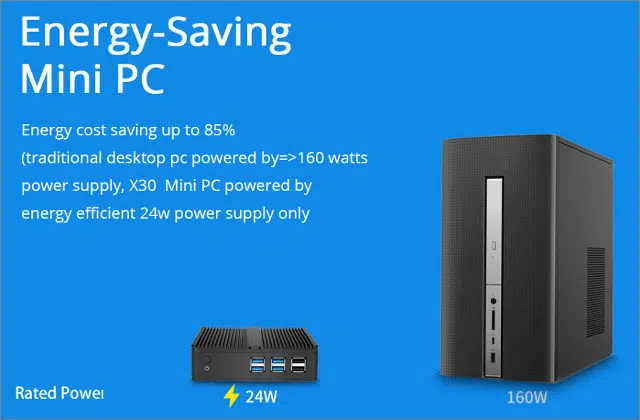 Energy-Saving
Mini PC
Energy cost saving up to 85%
(traditional desktop pc powered by=>160 watts
power supply, X30  Mini PC powered by
energy efficient 24w power supply only
Rated Power
24W
160W